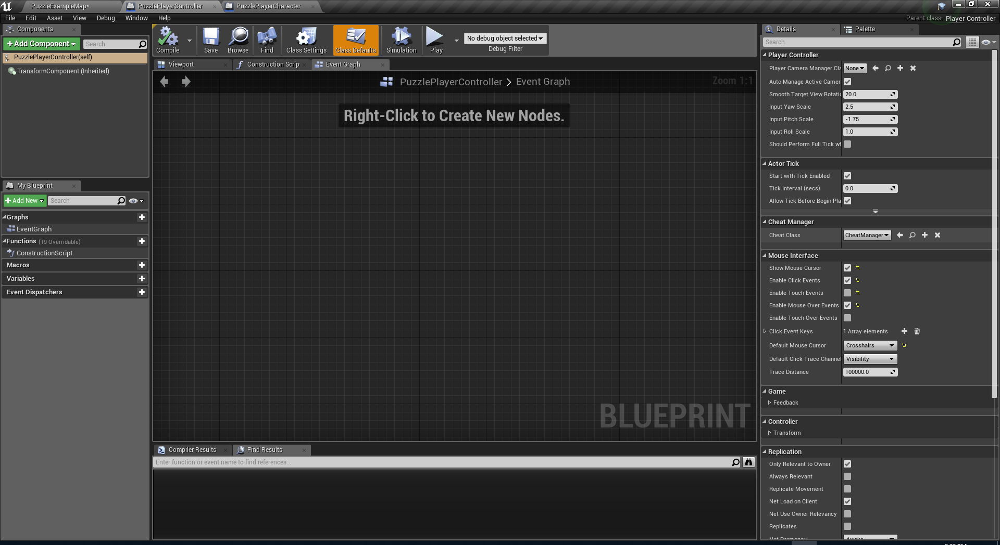 PuzzleExampleMap*
PuzzlePlayerController
PuzzlePlayerCharacter
File Edit Asset View Debug Window Help
Parent class: Player Controller
Components
+ Add Component
Search
PuzzlePlayerController(self)
TransformComponent (Inherited)
My Blueprint
+ Add New
Search
Graphs
EventGraph
Functions (19 Overridable)
ConstructionScript
Macros
Variables
Event Dispatchers
Compile
Save
Browse
Find
Class Settings
Class Defaults
Simulation
Play
No debug object selected
Debug Filter
Viewport
Construction Scrip
Event Graph
PuzzlePlayerController > Event Graph
Zoom 1:1
Right-Click to Create New Nodes.
BLUEPRINT
Compiler Results
Find Results
Enter function or event name to find references...
Details
Palette
Search
Player Controller
Player Camera Manager Cla None
Auto Manage Active Camer
Smooth Target View Rotatic 20.0
Input Yaw Scale 2.5
Input Pitch Scale -1.75
Input Roll Scale 1.0
Should Perform Full Tick wh
Actor Tick
Start with Tick Enabled
Tick Interval (secs) 0.0
Allow Tick Before Begin Pla
Cheat Manager
Cheat Class CheatManager
Mouse Interface
Show Mouse Cursor
Enable Click Events
Enable Touch Events
Enable Mouse Over Events
Enable Touch Over Events
Click Event Keys 1 Array elements
Default Mouse Cursor Crosshairs
Default Click Trace Channel Visibility
Trace Distance 100000.0
Game
Feedback
Controller
Transform
Replication
Only Relevant to Owner
Always Relevant
Replicate Movement
Net Load on Client
Net Use Owner Relevancy
Replicates
Net Dormancy Awake